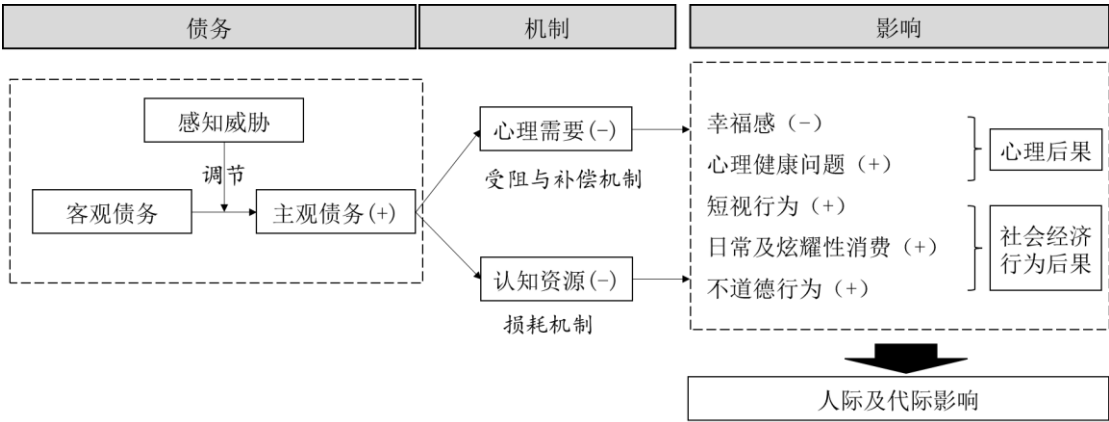 债务
机制
影响
感知威胁
调节
客观债务
主观债务(+)
心理需要(-)
受阻与补偿机制
认知资源(-)
损耗机制
幸福感（-）
心理健康问题（+）
短视行为（+）
日常及炫耀性消费（+）
不道德行为（+）
心理后果
社会经济
行为后果
人际及代际影响